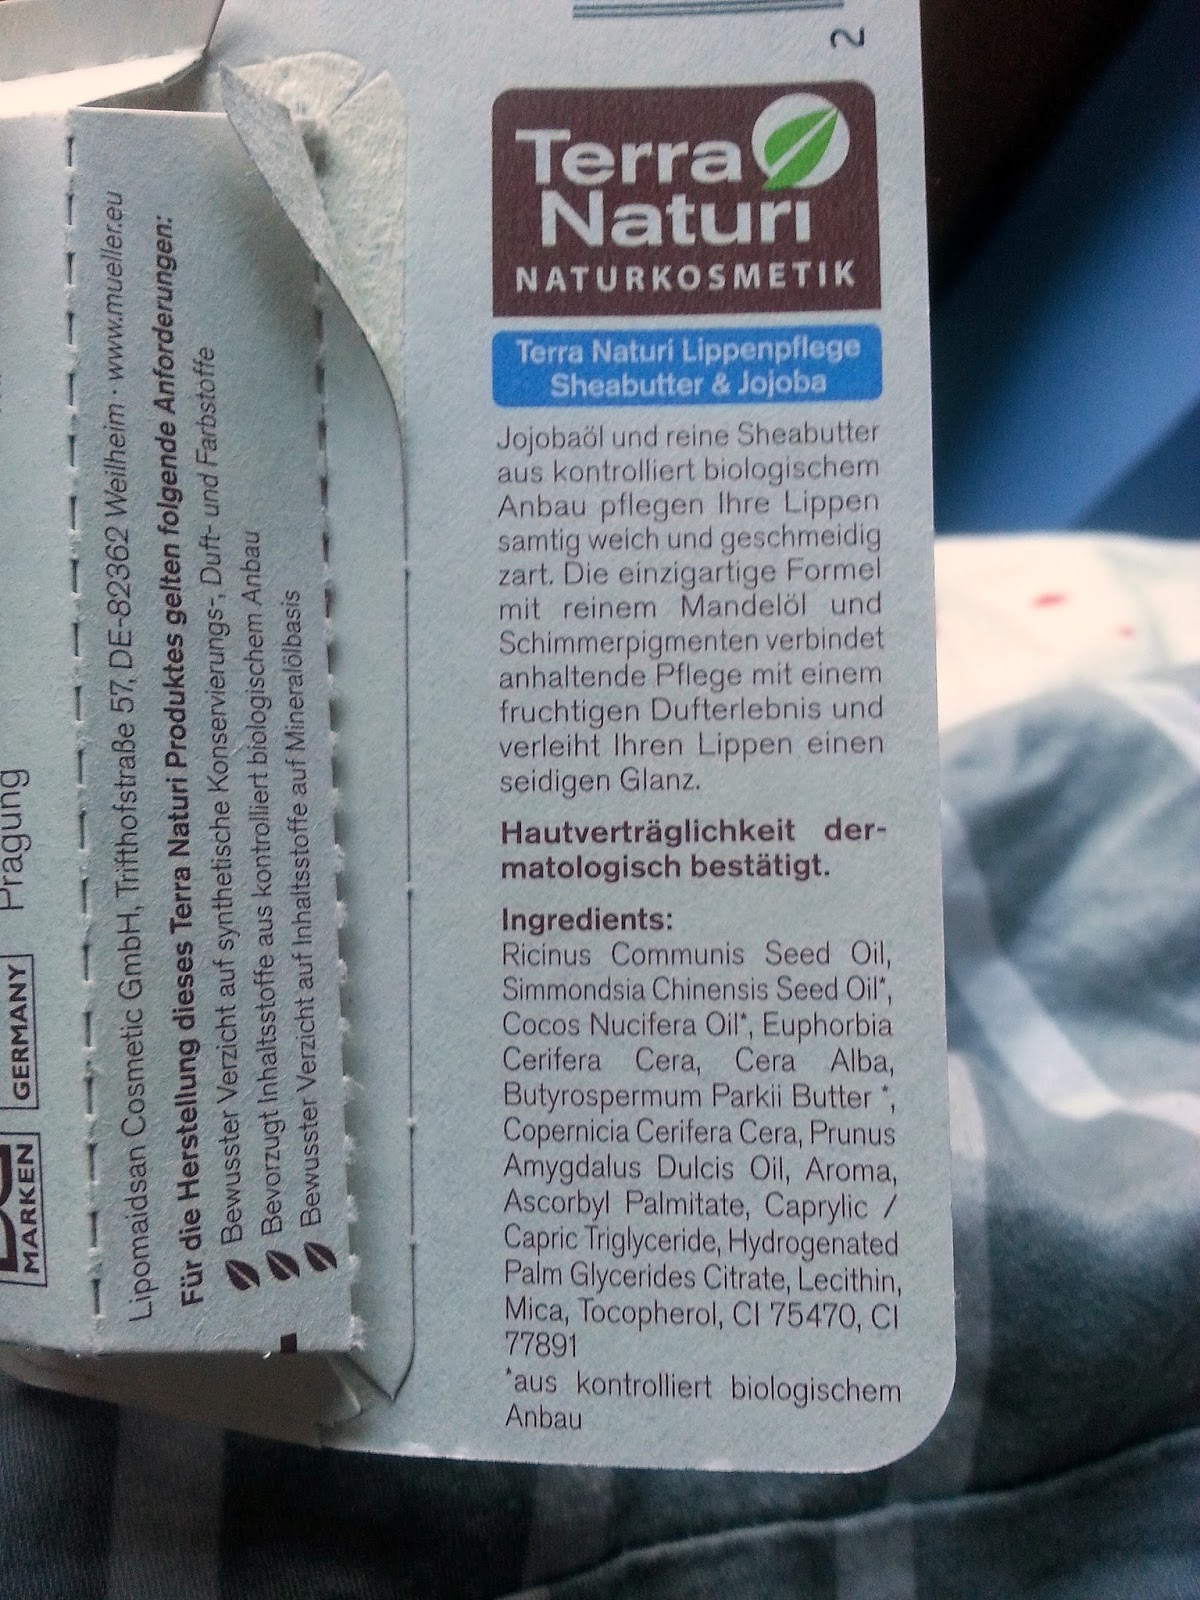 2
Terra
Naturi
NATURKOSMETIK
Terra Naturi Lippenpflege
Sheabutter & Jojoba
Jojobaöl und reine Sheabutter
aus kontrolliert biologischem
Anbau pflegen Ihre Lippen
samtig weich und geschmeidig
zart. Die einzigartige Formel
mit reinem Mandelöl und
Schimmerpigmenten verbindet
anhaltende Pflege mit einem
fruchtigen Dufterlebnis und
verleiht Ihren Lippen einen
seidigen Glanz.
Hautverträglichkeit der-
matologisch bestätigt.
Ingredients:
Ricinus Communis Seed Oil,
Simmondsia Chinensis Seed Oil*,
Cocos Nucifera Oil*, Euphorbia
Cerifera Cera, Cera Alba,
Butyrospermum Parkii Butter *,
Copernicia Cerifera Cera, Prunus
Amygdalus Dulcis Oil, Aroma,
Ascorbyl Palmitate, Caprylic /
Capric Triglyceride, Hydrogenated
Palm Glycerides Citrate, Lecithin,
Mica, Tocopherol, CI 75470, CI
77891
*aus kontrolliert biologischem
Anbau
MARKEN GERMANY Prägung
Lipomaidsan Cosmetic GmbH, Trifthofstraße 57, DE-82362 Weilheim · www.mueller.eu
Für die Herstellung dieses Terra Naturi Produktes gelten folgende Anforderungen:
Bewusster Verzicht auf synthetische Konservierungs-, Duft- und Farbstoffe
Bevorzugt Inhaltsstoffe aus kontrolliert biologischem Anbau
Bewusster Verzicht auf Inhaltsstoffe auf Mineralölbasis